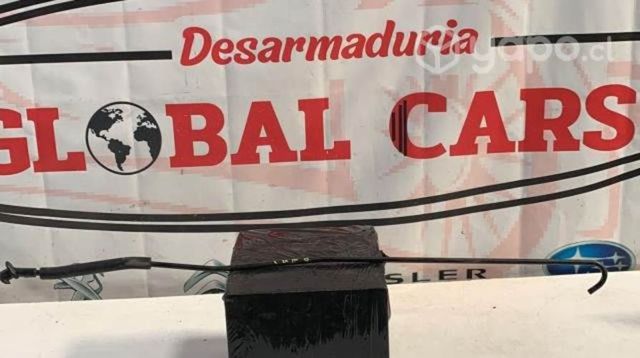 Desarmaduria
yapo.cl
GLOBAL CARS
SLER